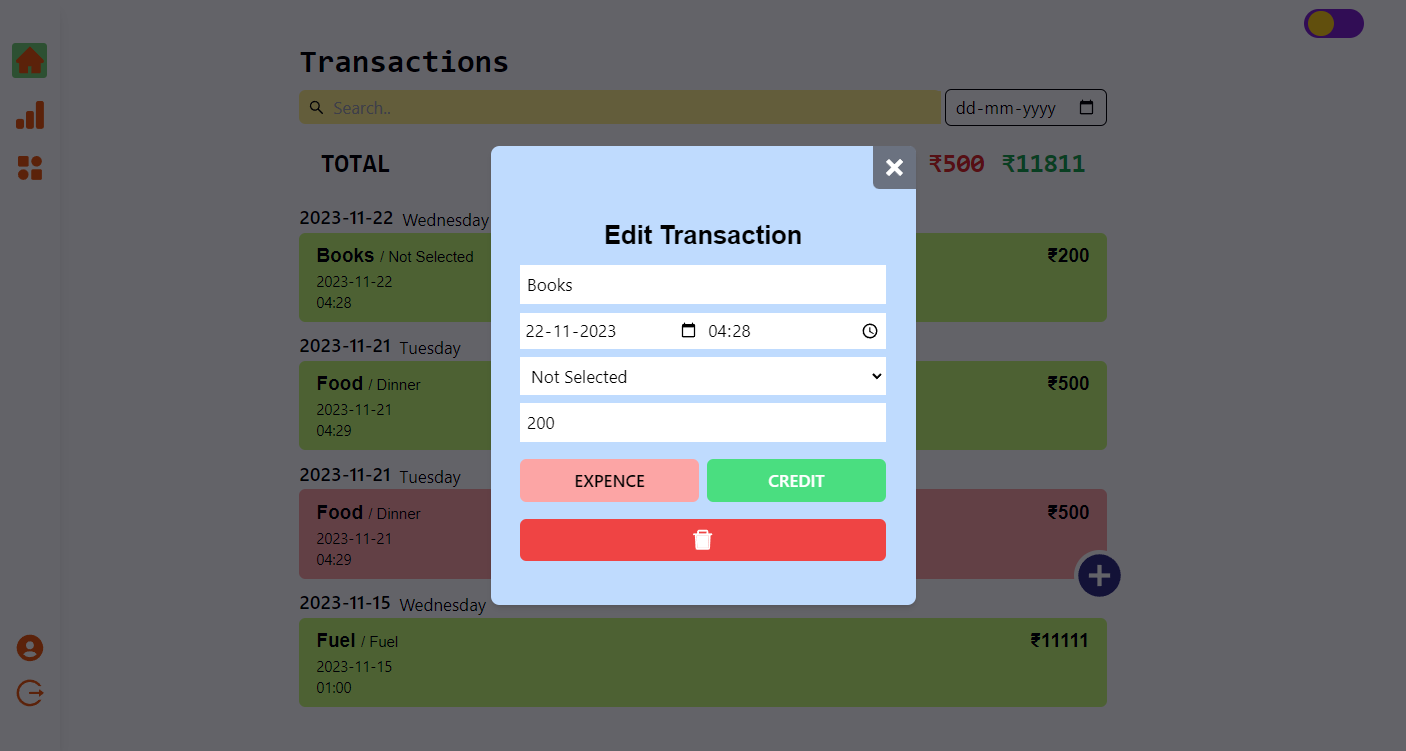 Transactions
Search..
dd-mm-yyyy
TOTAL
₹500 ₹11811
2023-11-22 Wednesday
Books / Not Selected
₹200
2023-11-22
04:28
2023-11-21 Tuesday
Food / Dinner
₹500
2023-11-21
04:29
2023-11-21 Tuesday
Food / Dinner
₹500
2023-11-21
04:29
2023-11-15 Wednesday
Fuel / Fuel
₹11111
2023-11-15
01:00
Edit Transaction
Books
22-11-2023 04:28
Not Selected
200
EXPENCE CREDIT